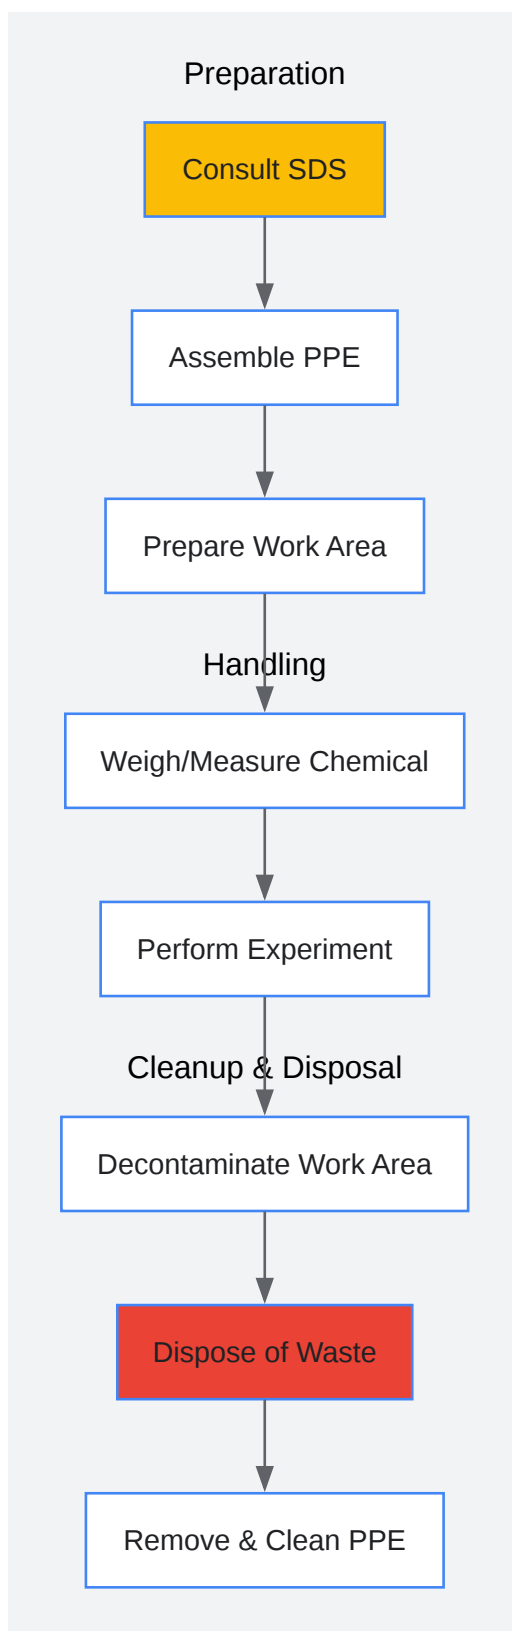 Preparation
Consult SDS
Assemble PPE
Prepare Work Area
Handling
Weigh/Measure Chemical
Perform Experiment
Cleanup & Disposal
Decontaminate Work Area
Dispose of Waste
Remove & Clean PPE